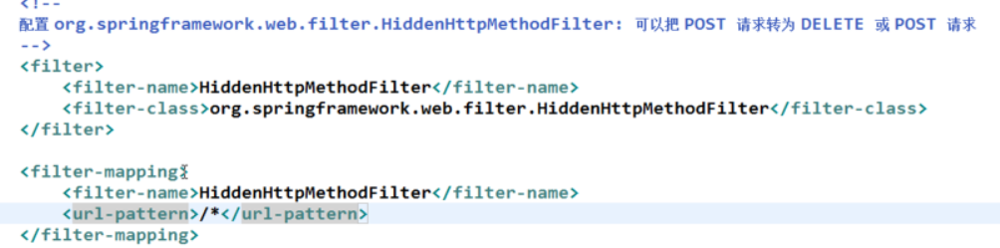 <!--
配置 org.springframework.web.filter.HiddenHttpMethodFilter: 可以把 POST 请求转为 DELETE 或 POST 请求
-->
<filter>
    <filter-name>HiddenHttpMethodFilter</filter-name>
    <filter-class>org.springframework.web.filter.HiddenHttpMethodFilter</filter-class>
</filter>

<filter-mapping>
    <filter-name>HiddenHttpMethodFilter</filter-name>
    <url-pattern>/*</url-pattern>
</filter-mapping>